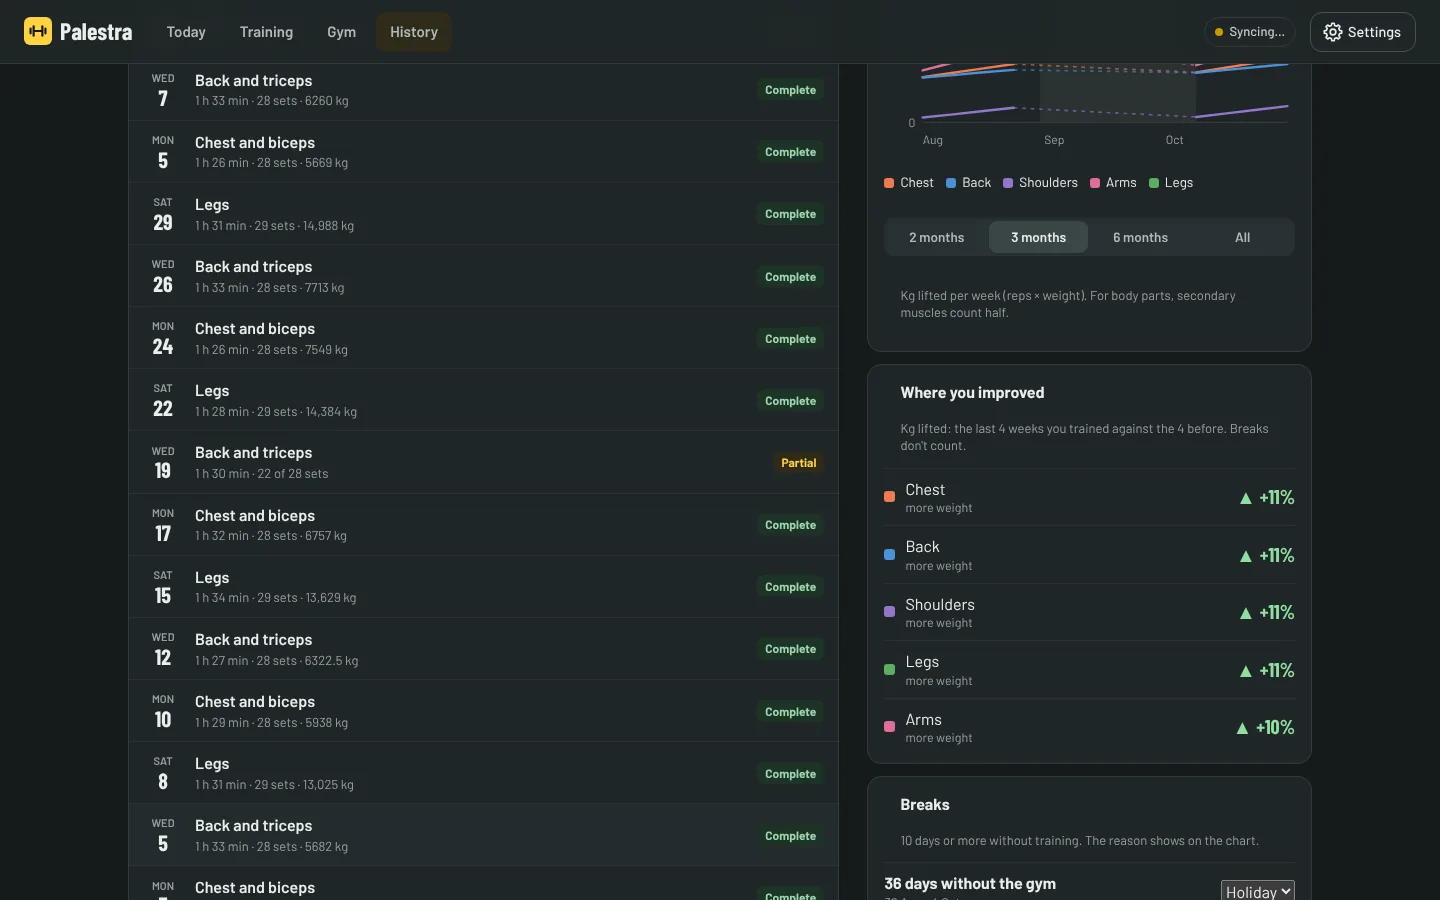 Palestra
Today
Training
Gym
History
Syncing...
Settings
WED
7
Back and triceps
1 h 33 min · 28 sets · 6260 kg
Complete
MON
5
Chest and biceps
1 h 26 min · 28 sets · 5669 kg
Complete
SAT
29
Legs
1 h 31 min · 29 sets · 14,988 kg
Complete
WED
26
Back and triceps
1 h 33 min · 28 sets · 7713 kg
Complete
MON
24
Chest and biceps
1 h 26 min · 28 sets · 7549 kg
Complete
SAT
22
Legs
1 h 28 min · 29 sets · 14,384 kg
Complete
WED
19
Back and triceps
1 h 30 min · 22 of 28 sets
Partial
MON
17
Chest and biceps
1 h 32 min · 28 sets · 6757 kg
Complete
SAT
15
Legs
1 h 34 min · 29 sets · 13,629 kg
Complete
WED
12
Back and triceps
1 h 27 min · 28 sets · 6322.5 kg
Complete
MON
10
Chest and biceps
1 h 29 min · 28 sets · 5938 kg
Complete
SAT
8
Legs
1 h 31 min · 29 sets · 13,025 kg
Complete
WED
5
Back and triceps
1 h 33 min · 28 sets · 5682 kg
Complete
MON
Chest and biceps
Complete
0
Aug
Sep
Oct
Chest
Back
Shoulders
Arms
Legs
2 months
3 months
6 months
All
Kg lifted per week (reps × weight). For body parts, secondary
muscles count half.
Where you improved
Kg lifted: the last 4 weeks you trained against the 4 before. Breaks
don't count.
Chest
more weight
▲ +11%
Back
more weight
▲ +11%
Shoulders
more weight
▲ +11%
Legs
more weight
▲ +11%
Arms
more weight
▲ +10%
Breaks
10 days or more without training. The reason shows on the chart.
36 days without the gym
Holiday